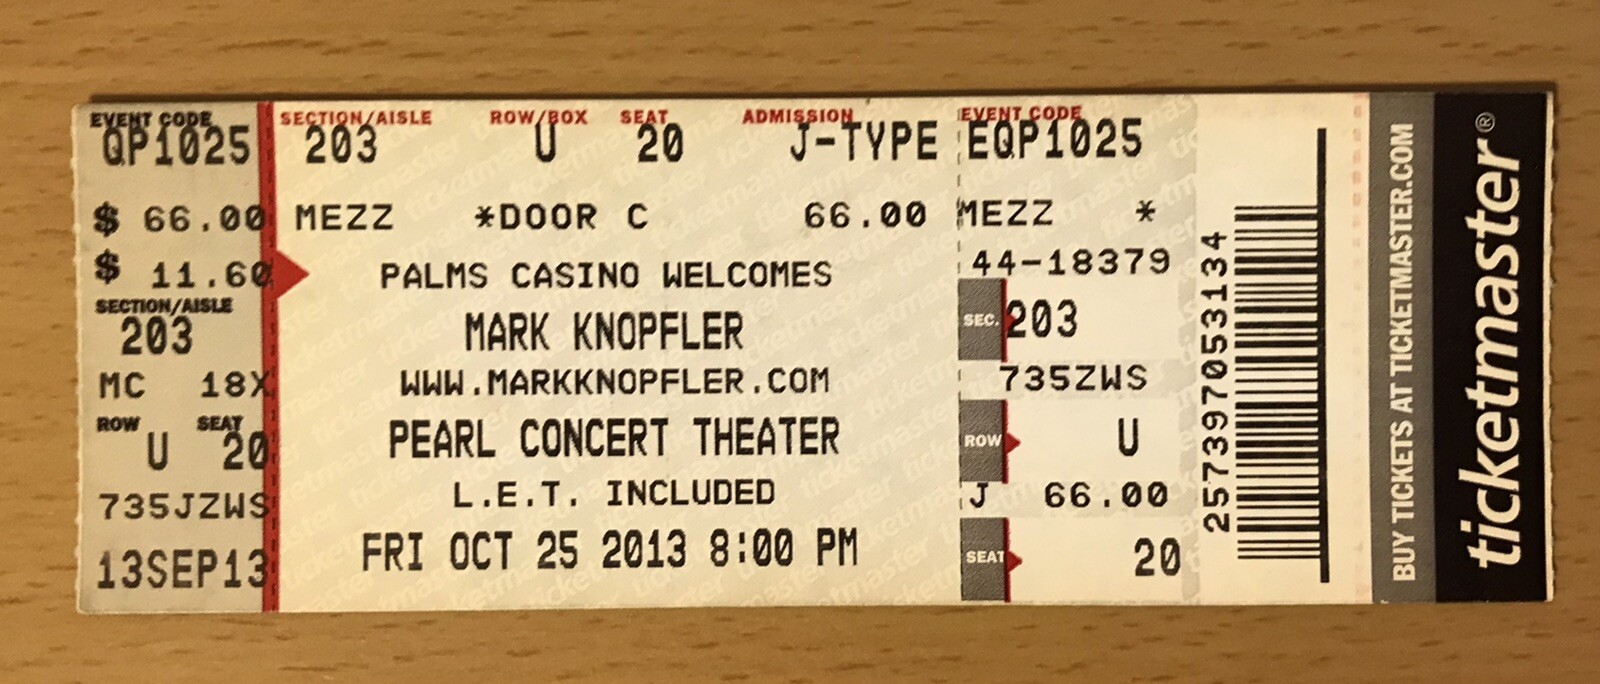 EVENT CODE
QP1025
$ 66.00
$ 11.60
SECTION/AISLE
203
MC 18X
ROW SEAT
U 20
735JZWS
13SEP13
SECTION/AISLE ROW/BOX SEAT ADMISSION
203 U 20 J-TYPE
MEZZ *DOOR C 66.00
PALMS CASINO WELCOMES
MARK KNOPFLER
WWW.MARKKNOPFLER.COM
PEARL CONCERT THEATER
L.E.T. INCLUDED
FRI OCT 25 2013 8:00 PM
EVENT CODE
EQP1025
MEZZ *
44-18379
SEC. 203
735ZWS
ROW U
J 66.00
SEAT 20
257397053134
BUY TICKETS AT TICKETMASTER.COM
ticketmaster®